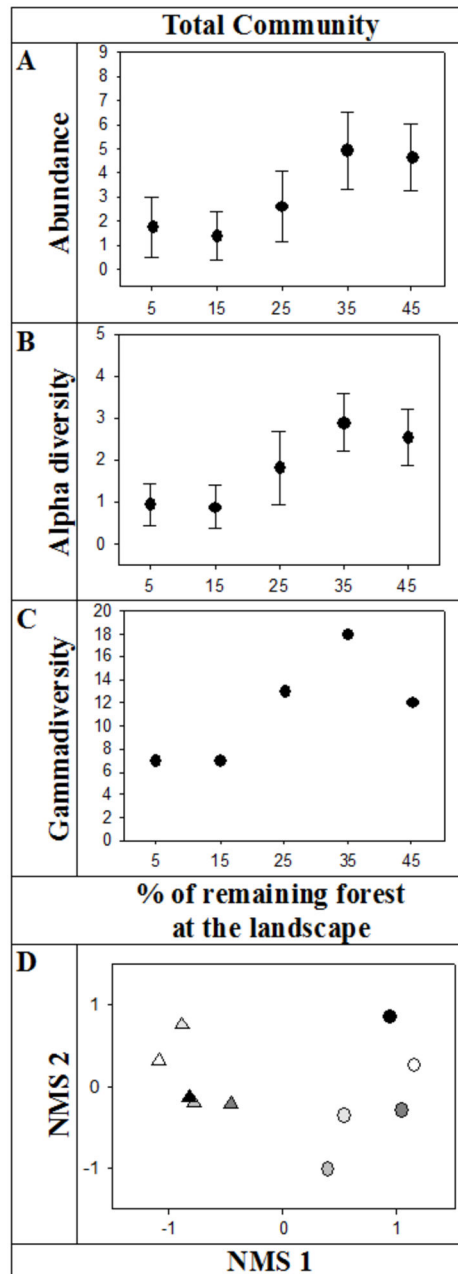 Total Community
A
Abundance
9
8
7
6
5
4
3
2
1
0
5 15 25 35 45
B
Alpha diversity
5
4
3
2
1
0
5 15 25 35 45
C
Gammadiversity
20
18
16
14
12
10
8
6
4
2
0
5 15 25 35 45
% of remaining forest
at the landscape
D
NMS 2
1
0
-1
-1 0 1
NMS 1